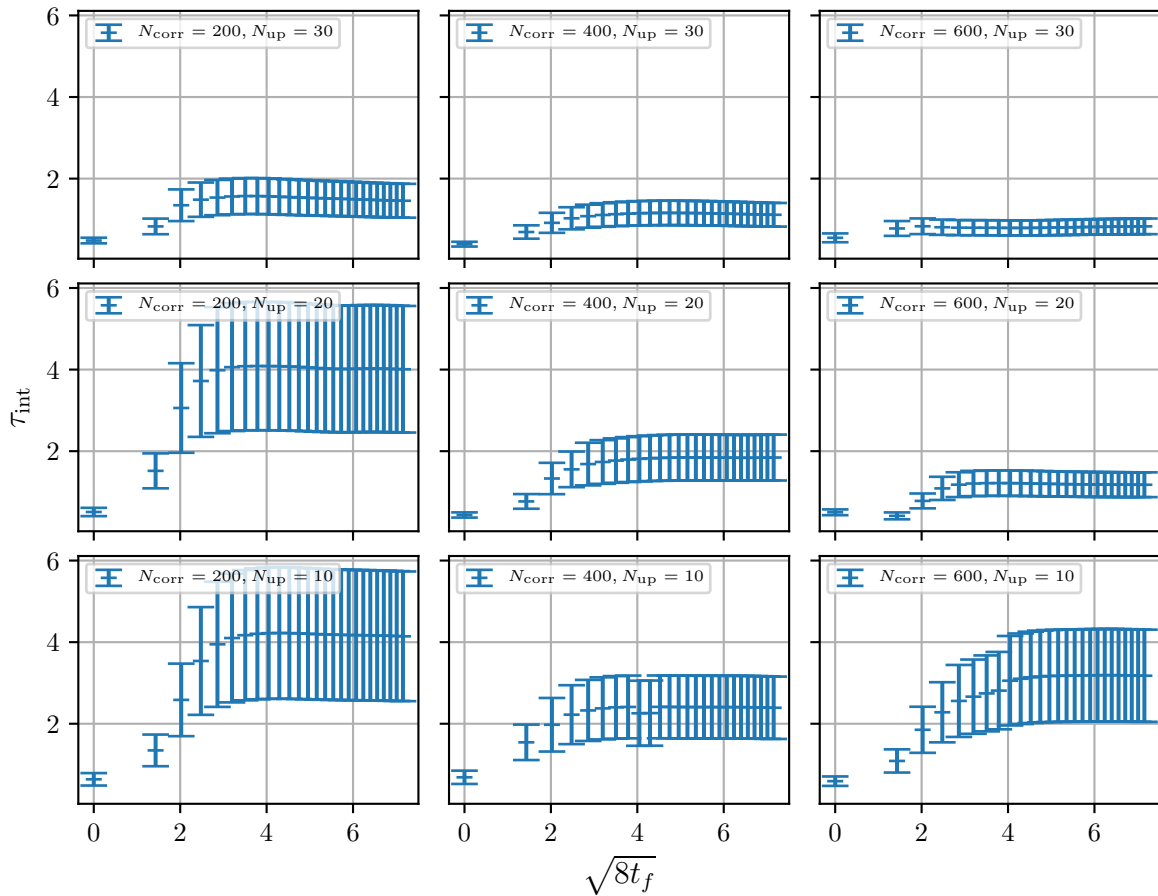 6
4
2
N_corr = 200, N_up = 30
N_corr = 400, N_up = 30
N_corr = 600, N_up = 30
τ_int
6
4
2
N_corr = 200, N_up = 20
N_corr = 400, N_up = 20
N_corr = 600, N_up = 20
6
4
2
N_corr = 200, N_up = 10
N_corr = 400, N_up = 10
N_corr = 600, N_up = 10
0 2 4 6 0 2 4 6 0 2 4 6
√8t_f